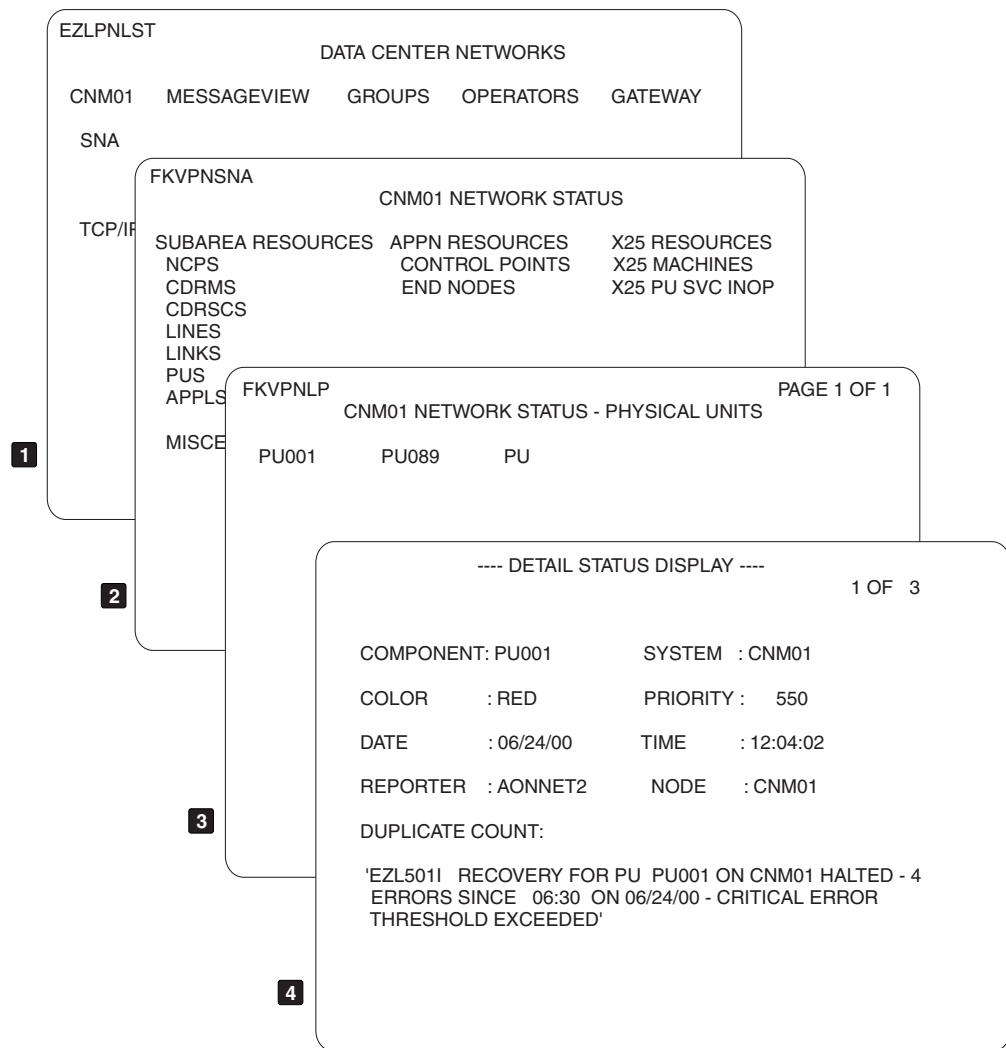 EZLPNLST
DATA CENTER NETWORKS
CNM01 MESSAGEVIEW GROUPS OPERATORS GATEWAY
SNA
TCP/IP
1
FKVPNSNA
CNM01 NETWORK STATUS
SUBAREA RESOURCES APPN RESOURCES X25 RESOURCES
NCPS CONTROL POINTS X25 MACHINES
CDRMS END NODES X25 PU SVC INOP
CDRSCS
LINES
LINKS
PUS
APPLS
MISCE
2
FKVPNLP PAGE 1 OF 1
CNM01 NETWORK STATUS - PHYSICAL UNITS
PU001 PU089 PU
3
---- DETAIL STATUS DISPLAY ----
1 OF 3
COMPONENT: PU001 SYSTEM : CNM01
COLOR : RED PRIORITY : 550
DATE : 06/24/00 TIME : 12:04:02
REPORTER : AONNET2 NODE : CNM01
DUPLICATE COUNT:
'EZL501I RECOVERY FOR PU PU001 ON CNM01 HALTED - 4
ERRORS SINCE 06:30 ON 06/24/00 - CRITICAL ERROR
THRESHOLD EXCEEDED'
4